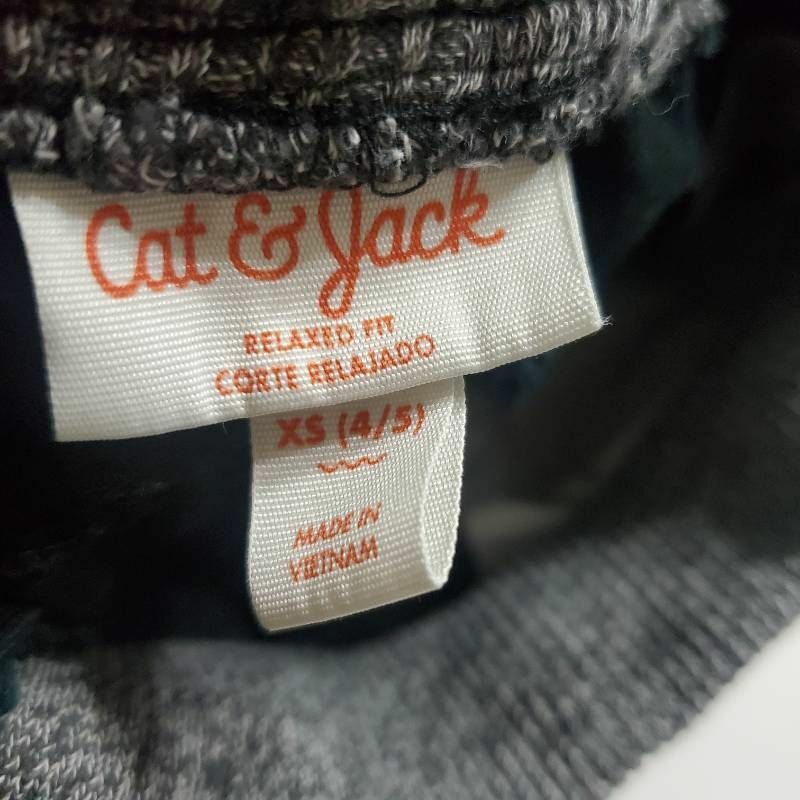 Cat & Jack
RELAXED FIT
CORTE RELAJADO
XS (4/5)
MADE IN
VIETNAM